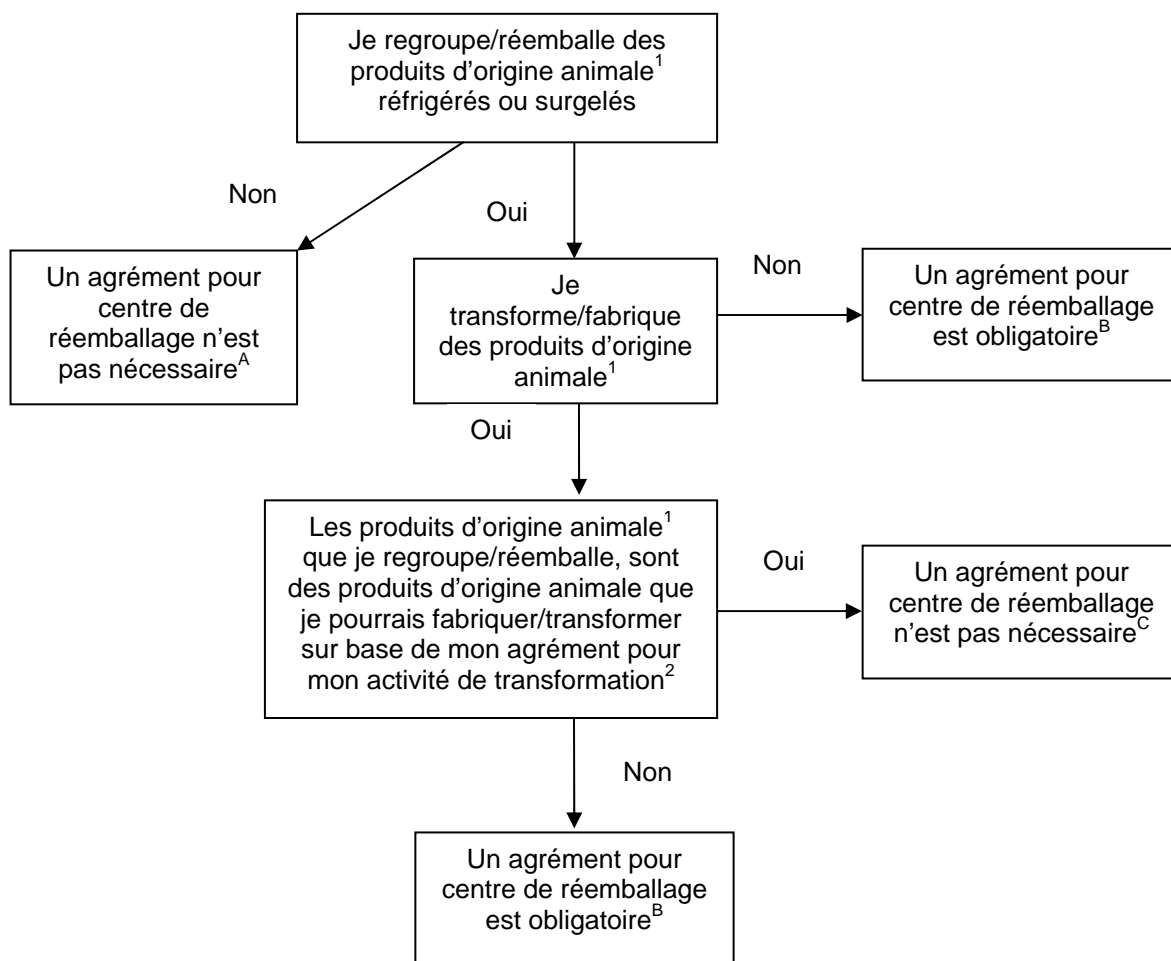 Je regroupe/réemballe des
produits d'origine animale¹
réfrigérés ou surgelés
Non
Oui
Un agrément pour
centre de
réemballage n'est
pas nécessaire^A
Je
transforme/fabrique
des produits d'origine
animale¹
Non
Un agrément pour
centre de réemballage
est obligatoire^B
Oui
Les produits d'origine animale¹
que je regroupe/réemballe, sont
des produits d'origine animale que
je pourrais fabriquer/transformer
sur base de mon agrément pour
mon activité de transformation²
Oui
Un agrément pour
centre de réemballage
n'est pas nécessaire^C
Non
Un agrément pour
centre de réemballage
est obligatoire^B